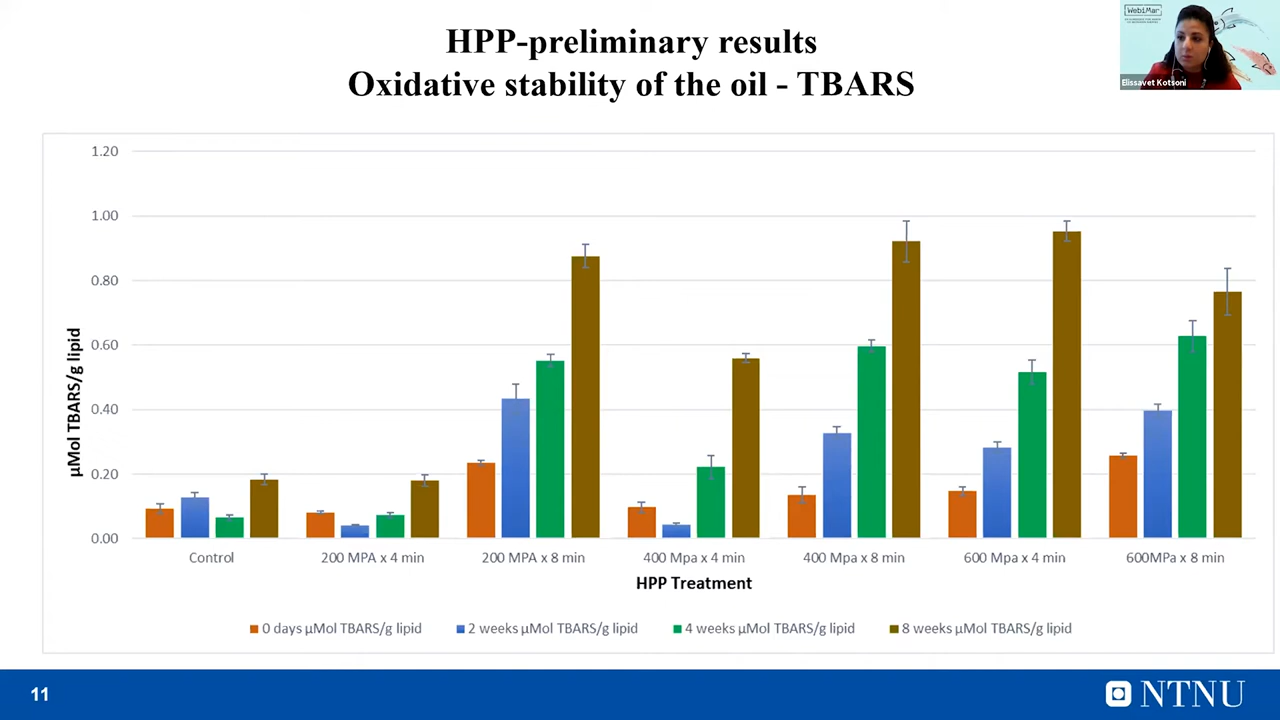 HPP-preliminary results
Oxidative stability of the oil - TBARS
WebiMar
Elissavet Kotsoni
1.20
1.00
0.80
0.60
0.40
0.20
0.00
µMol TBARS/g lipid
Control
200 MPA x 4 min
200 MPA x 8 min
400 Mpa x 4 min
400 Mpa x 8 min
600 Mpa x 4 min
600MPa x 8 min
HPP Treatment
0 days µMol TBARS/g lipid
2 weeks µMol TBARS/g lipid
4 weeks µMol TBARS/g lipid
8 weeks µMol TBARS/g lipid
11
NTNU